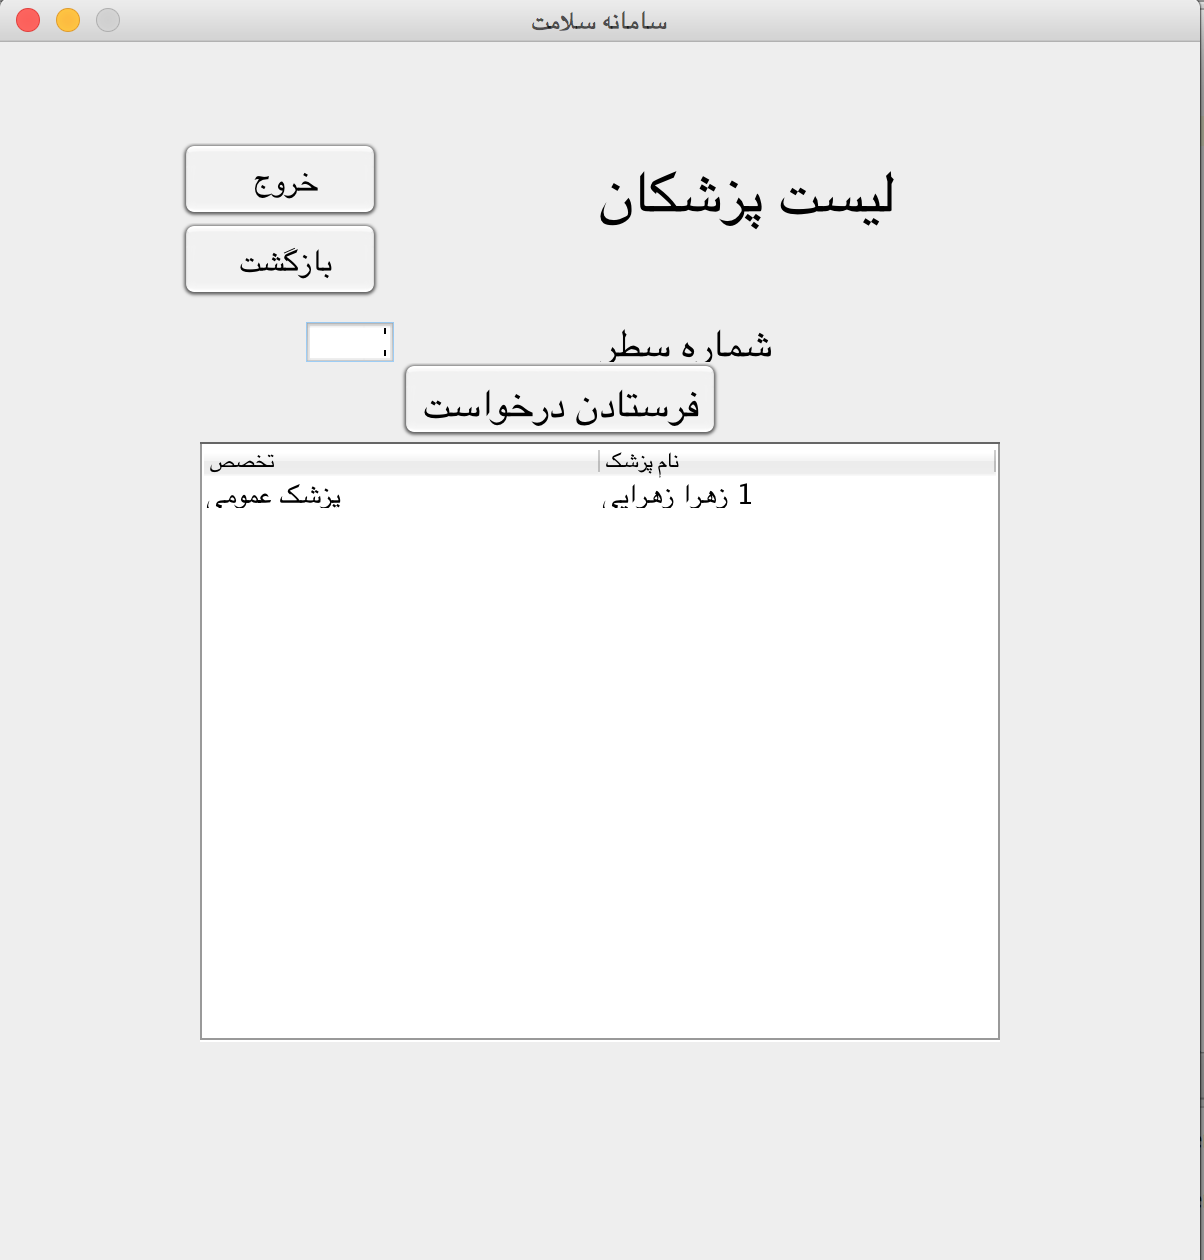 سامانه سلامت
لیست پزشکان
خروج
بازگشت
شماره سطر
فرستادن درخواست
نام پزشک تخصص
1 زهرا زهرایی پزشک عمومی